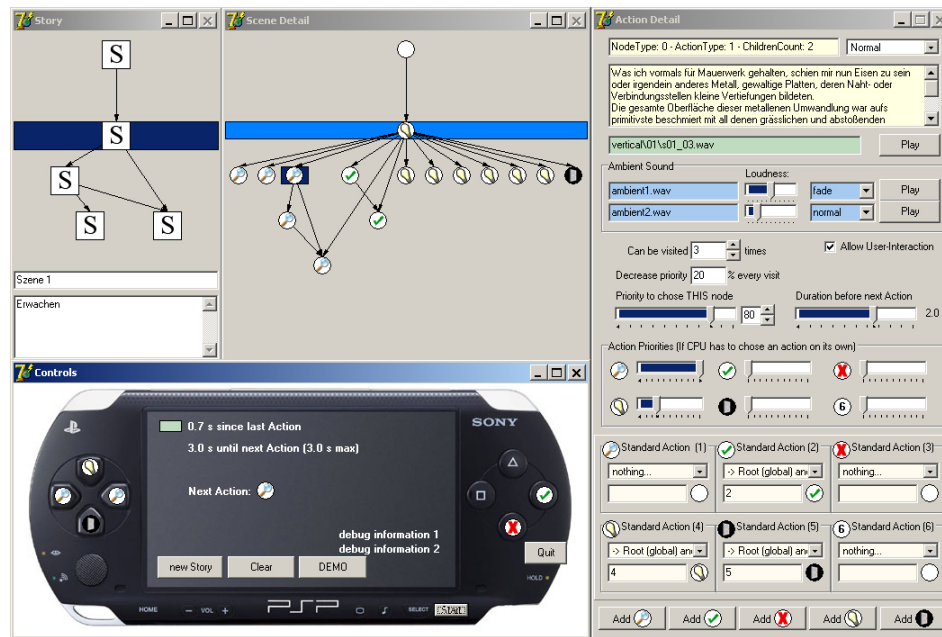 Story
S
S
S
S
S
Szene 1
Erwachen
Scene Detail
Action Detail
NodeType: 0 - ActionType: 1 - ChildrenCount: 2
Normal
Was ich vormals für Mauerwerk gehalten, schien mir nun Eisen zu sein
oder irgendein anderes Metall, gewaltige Platten, deren Naht- oder
Verbindungsstellen kleine Vertiefungen bildeten.
Die gesamte Oberfläche dieser metallenen Umwandlung war aufs
primitivste beschmiert mit all denen grässlichen und abstoßenden
vertical\01\s01_03.wav
Play
Ambient Sound
Loudness:
ambient1.wav
fade
Play
ambient2.wav
normal
Play
Can be visited 3 times
Allow User-Interaction
Decrease priority 20 % every visit
Priority to chose THIS node
80
Duration before next Action
2.0
Action Priorities (If CPU has to chose an action on its own)
6
Standard Action (1)
nothing...
Standard Action (2)
-> Root (global) an
2
Standard Action (3)
nothing...
Standard Action (4)
-> Root (global) an
4
Standard Action (5)
-> Root (global) an
5
6 Standard Action (6)
nothing...
Add
Add
Add
Add
Add
Controls
SONY
0.7 s since last Action
3.0 s until next Action (3.0 s max)
Next Action:
debug information 1
debug information 2
new Story
Clear
DEMO
Quit
HOLD
HOME
- VOL +
PSP
SELECT
Start